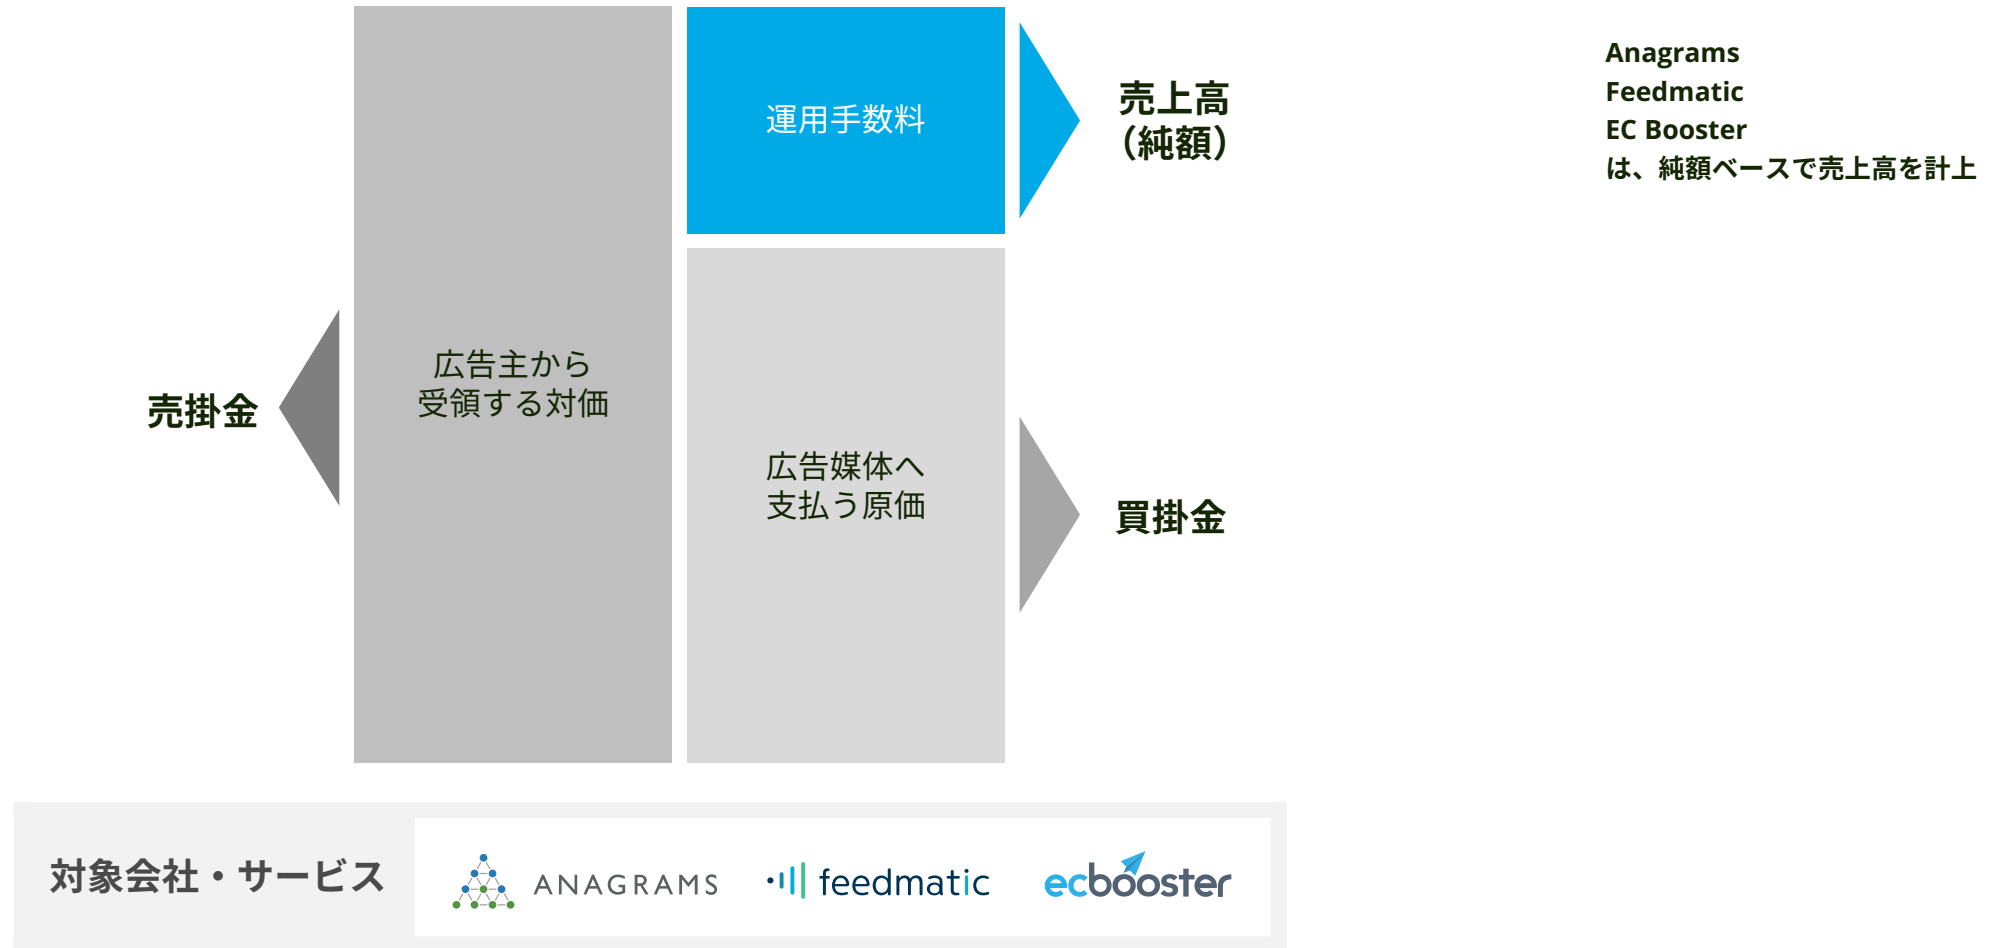 運用手数料
売上高
（純額）
Anagrams
Feedmatic
EC Booster
は、純額ベースで売上高を計上
広告主から
受領する対価
売掛金
広告媒体へ
支払う原価
買掛金
対象会社・サービス
ANAGRAMS
feedmatic
ecbooster